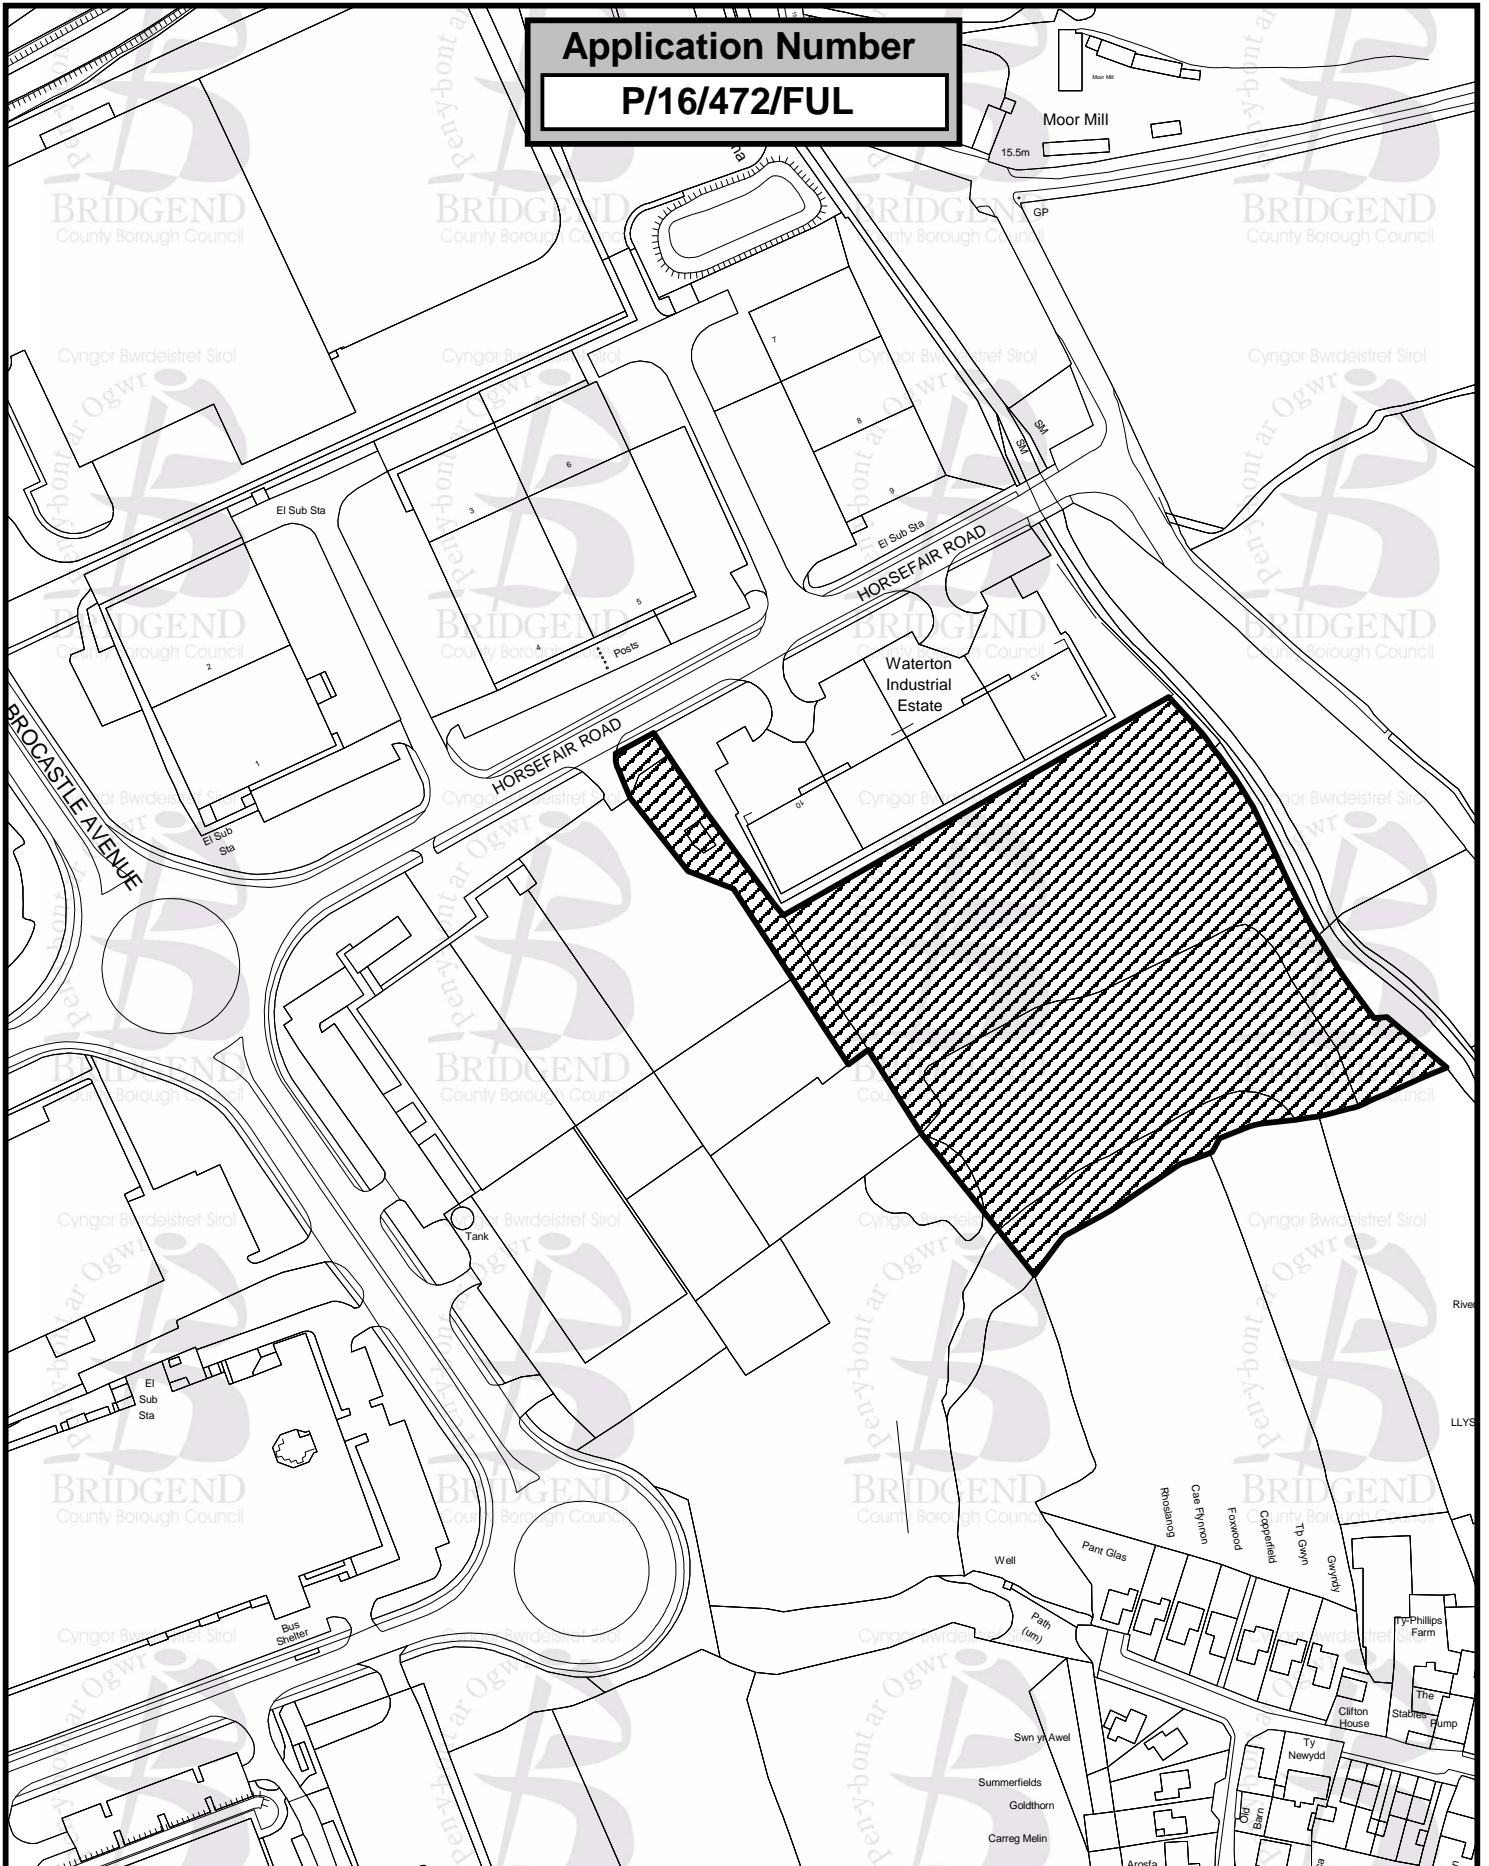 Application Number
P/16/472/FUL
Moor Mill
Moor Mill
15.5m
GP
7
8
9
SM
SM
El Sub Sta
HORSEFAIR ROAD
El Sub Sta
6
3
5
4
Posts
2
1
El Sub
Sta
BROCASTLE AVENUE
HORSEFAIR ROAD
Waterton
Industrial
Estate
13
10
Tank
El
Sub
Sta
Bus
Shelter
Well
Path
(um)
Pant Glas
Rhoslanog
Cae Ffynnon
Foxwood
Copperfield
Gwyndy
Ty-Phillips
Farm
The
Stables
Pump
Clifton
House
Ty
Newydd
Old
Barn
Swn yr Awel
Summerfields
Goldthorn
Carreg Melin
Arosfa
LLYS
Pen-y-bont ar Ogwr
BRIDGEND
County Borough Council
Cyngor Bwrdeistref Sirol